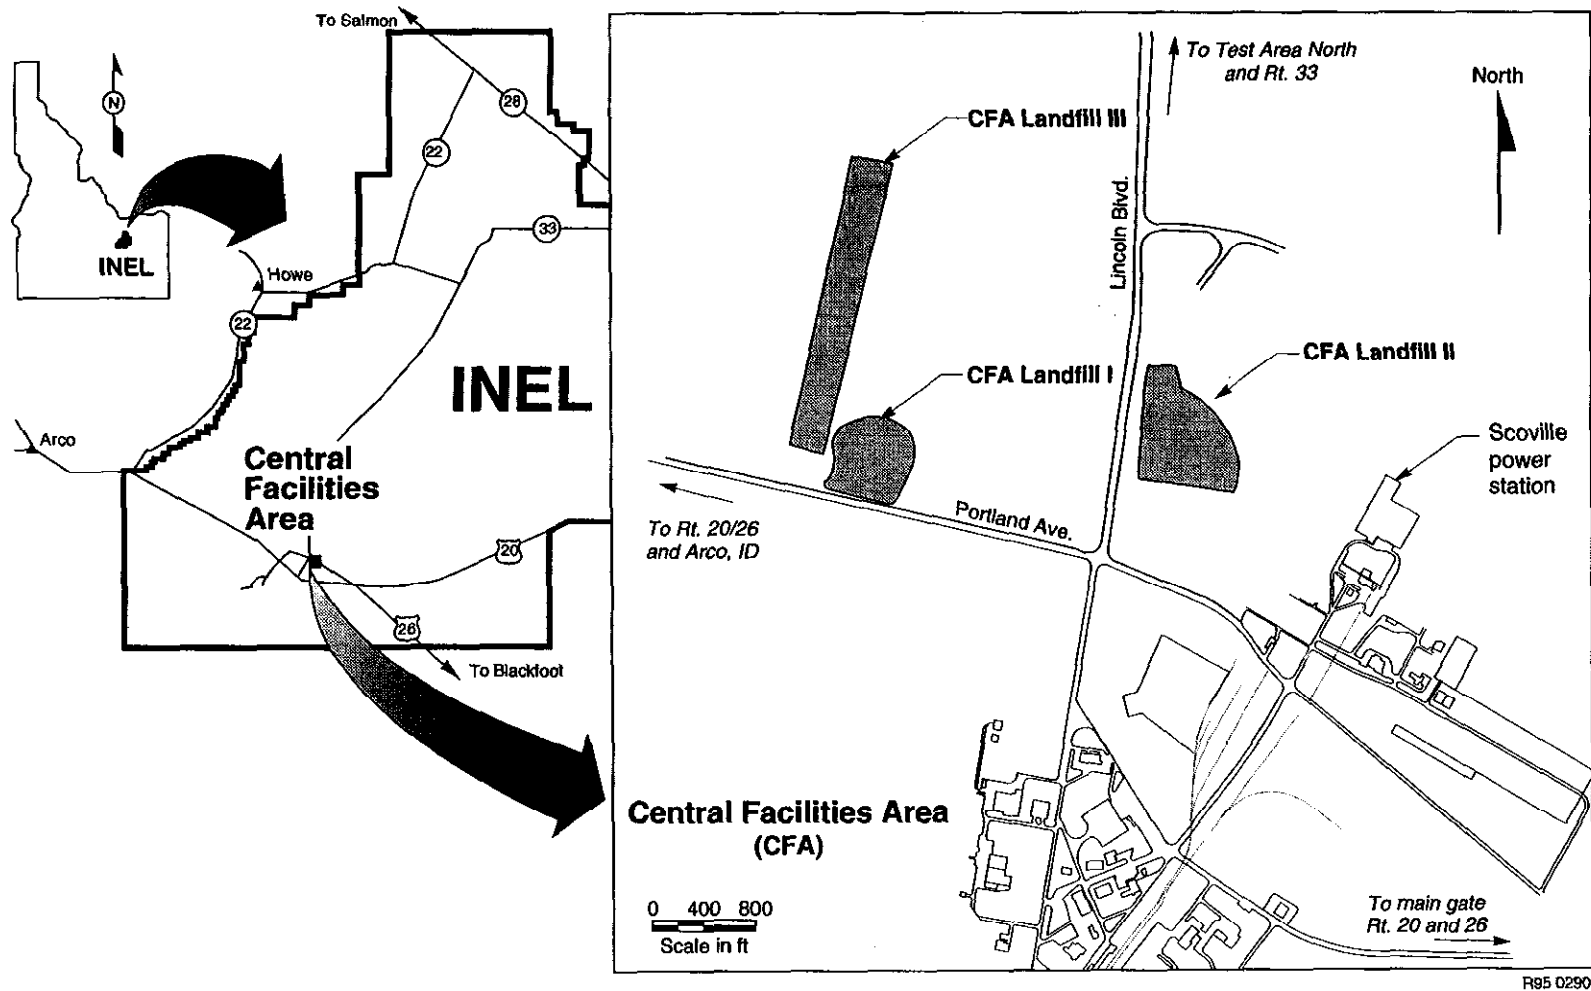 To Salmon
N
28
22
33
INEL
Howe
22
INEL
Arco
Central
Facilities
Area
20
26
To Blackfoot
To Test Area North
and Rt. 33
North
CFA Landfill III
Lincoln Blvd.
CFA Landfill II
CFA Landfill I
Scoville
power
station
Portland Ave.
To Rt. 20/26
and Arco, ID
Central Facilities Area
(CFA)
0 400 800
Scale in ft
To main gate
Rt. 20 and 26
R95 0290